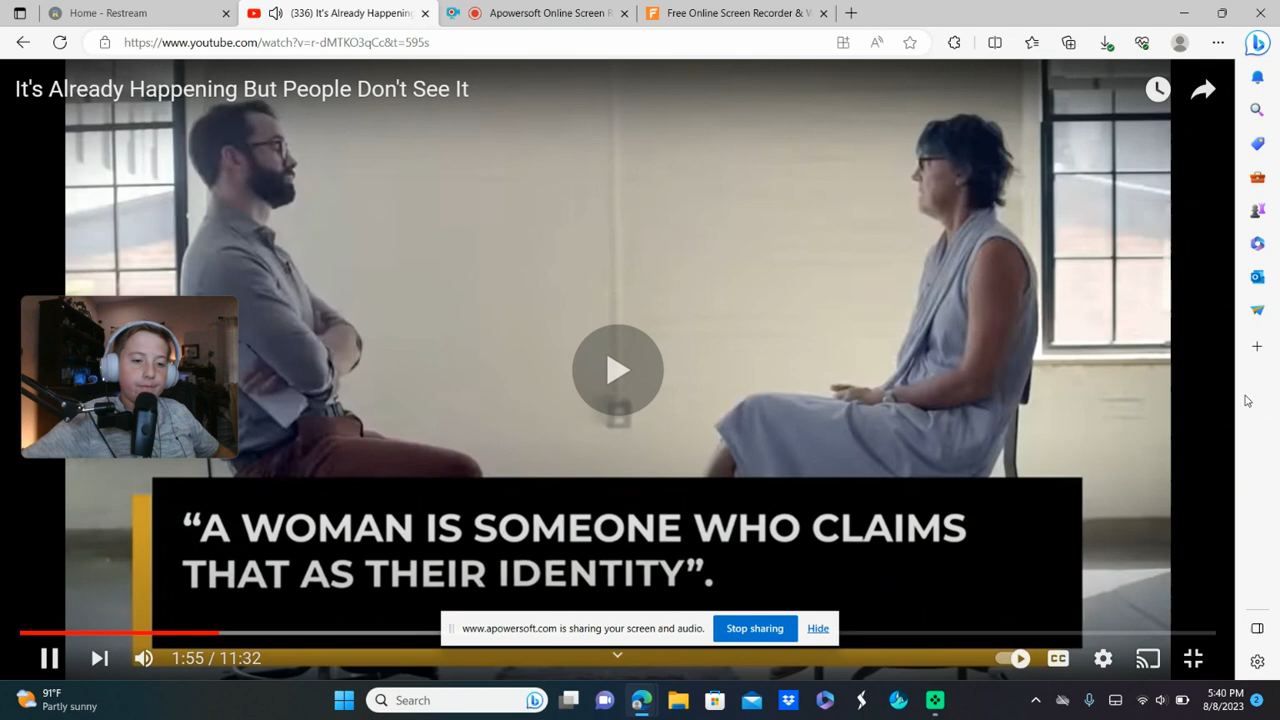 Home - Restream
(336) It's Already Happening
Apowersoft Online Screen R
Free Online Screen Recorder & W
https://www.youtube.com/watch?v=r-dMTKO3qCc&t=595s
It's Already Happening But People Don't See It
“A WOMAN IS SOMEONE WHO CLAIMS
THAT AS THEIR IDENTITY”.
www.apowersoft.com is sharing your screen and audio.
Stop sharing
Hide
1:55 / 11:32
CC
91°F
Partly sunny
Search
5:40 PM
8/8/2023
2